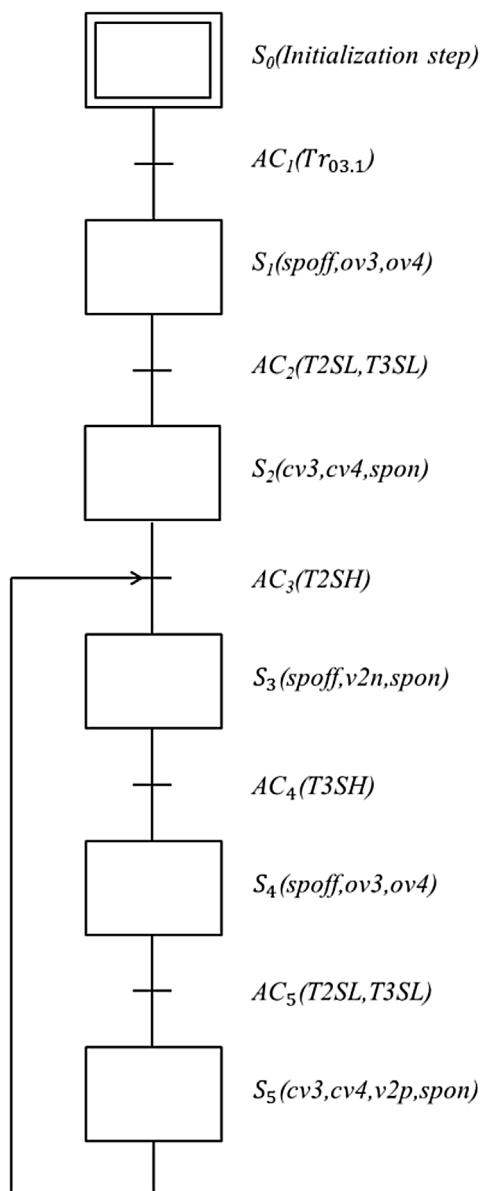 S₀(Initialization step)
AC₁(Tr₀₃.₁)
S₁(spoff,ov3,ov4)
AC₂(T2SL,T3SL)
S₂(cv3,cv4,spon)
AC₃(T2SH)
S₃(spoff,v2n,spon)
AC₄(T3SH)
S₄(spoff,ov3,ov4)
AC₅(T2SL,T3SL)
S₅(cv3,cv4,v2p,spon)